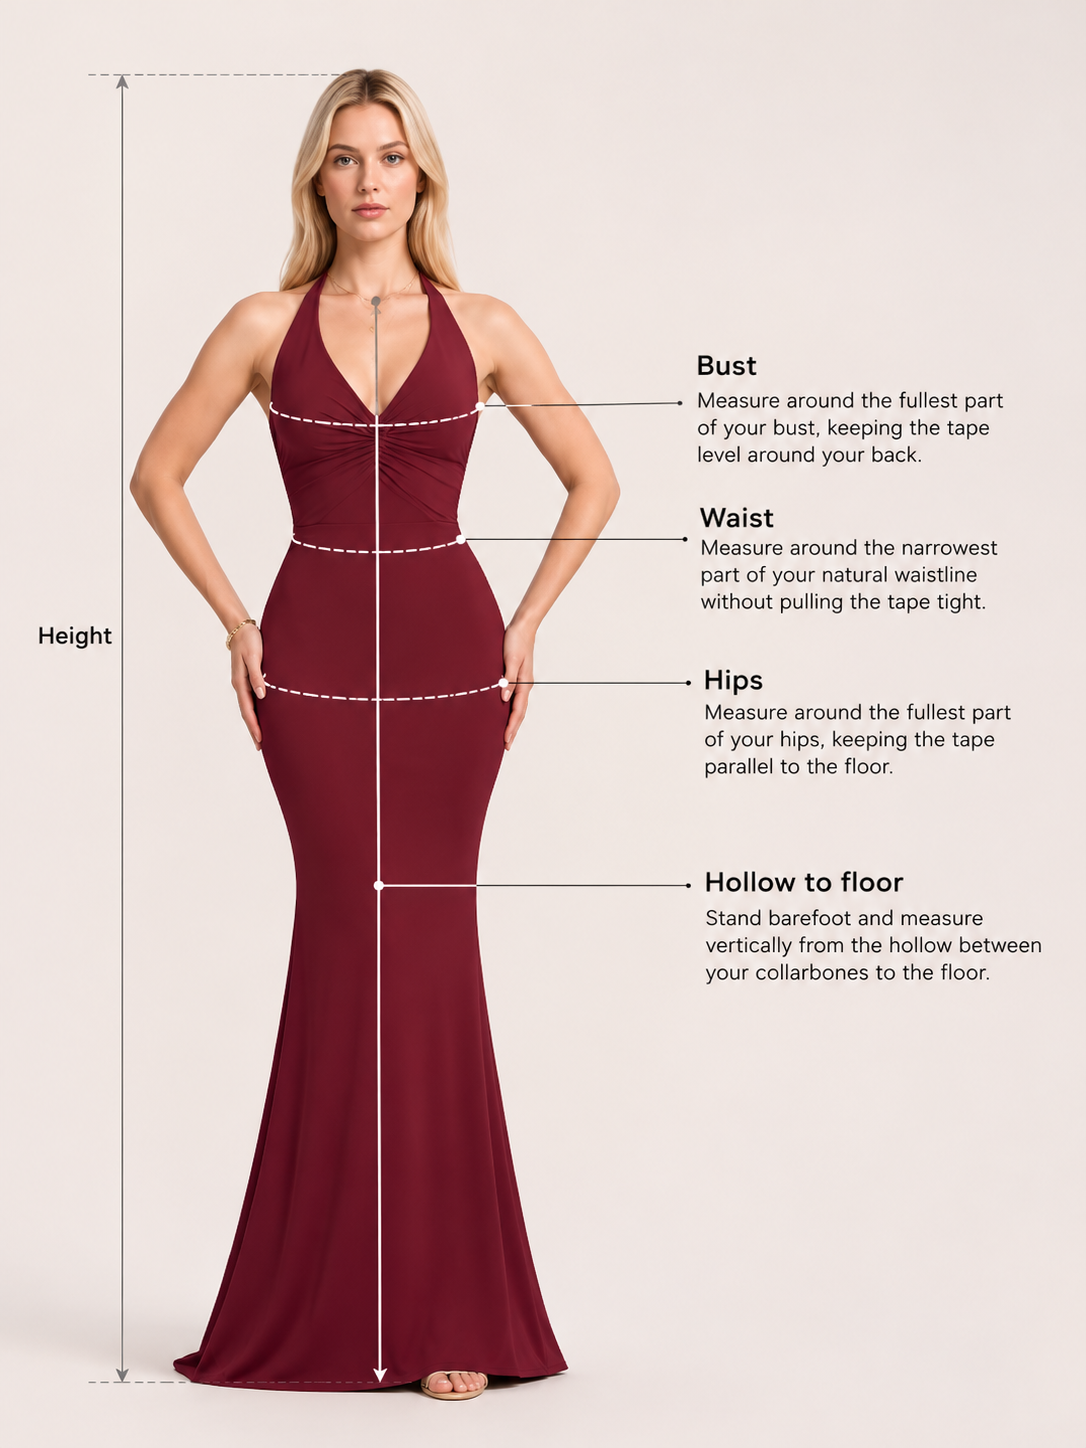 Bust
Measure around the fullest part
of your bust, keeping the tape
level around your back.
Waist
Measure around the narrowest
part of your natural waistline
without pulling the tape tight.
Height
Hips
Measure around the fullest part
of your hips, keeping the tape
parallel to the floor.
Hollow to floor
Stand barefoot and measure
vertically from the hollow between
your collarbones to the floor.